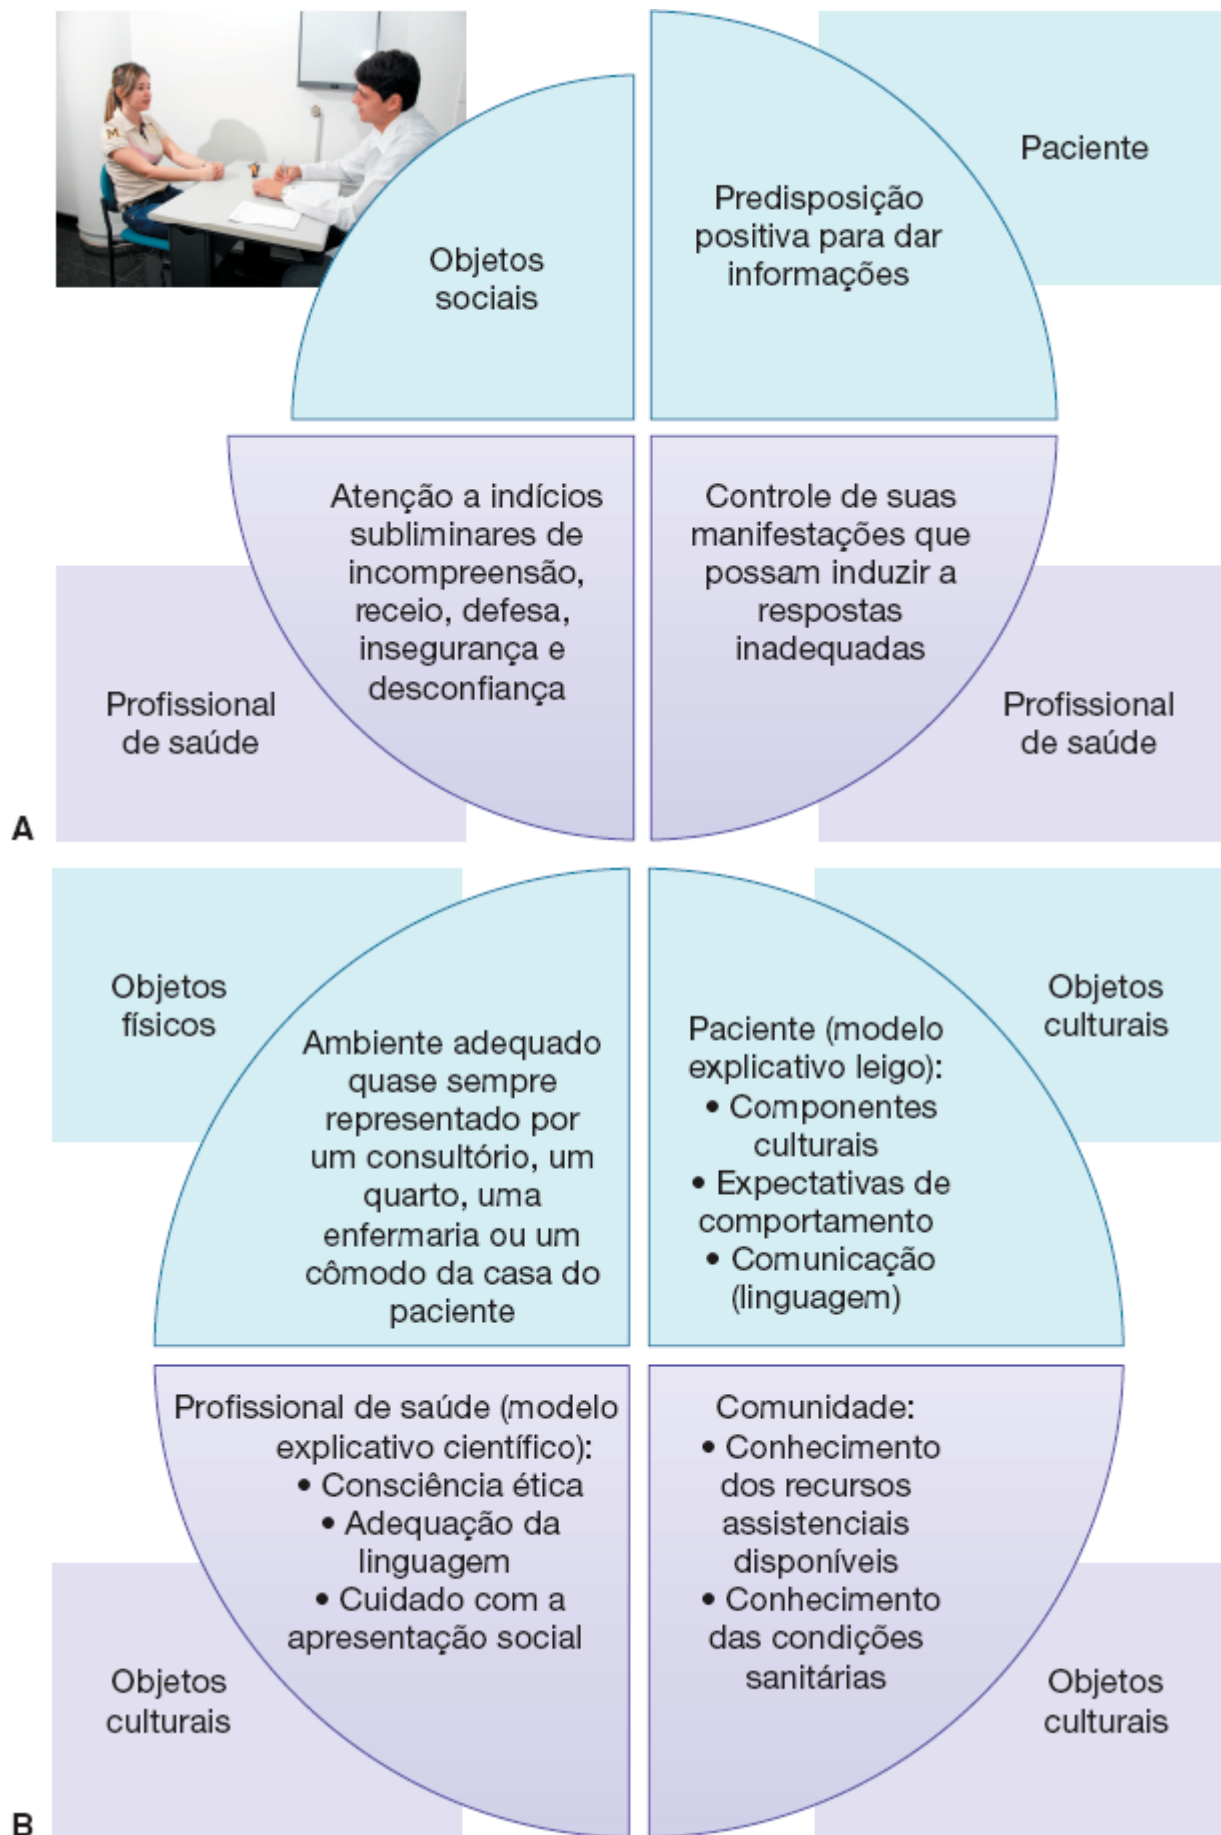 Objetos
sociais
Predisposição
positiva para dar
informações
Paciente
Atenção a indícios
subliminares de
incompreensão,
receio, defesa,
insegurança e
desconfiança
Profissional
de saúde
Controle de suas
manifestações que
possam induzir a
respostas
inadequadas
Profissional
de saúde
A
Objetos
físicos
Ambiente adequado
quase sempre
representado por
um consultório, um
quarto, uma
enfermaria ou um
cômodo da casa do
paciente
Paciente (modelo
explicativo leigo):
• Componentes
culturais
• Expectativas de
comportamento
• Comunicação
(linguagem)
Objetos
culturais
Profissional de saúde (modelo
explicativo científico):
• Consciência ética
• Adequação da
linguagem
• Cuidado com a
apresentação social
Objetos
culturais
Comunidade:
• Conhecimento
dos recursos
assistenciais
disponíveis
• Conhecimento
das condições
sanitárias
Objetos
culturais
B